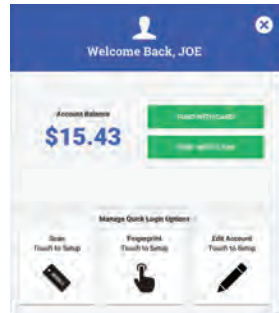 Welcome Back, JOE
Account Balance
$15.43
FUND WITH CARD
FUND WITH CASH
Manage Quick Login Options
Scan
Touch to Setup
Fingerprint
Touch to Setup
Edit Account
Touch to Setup